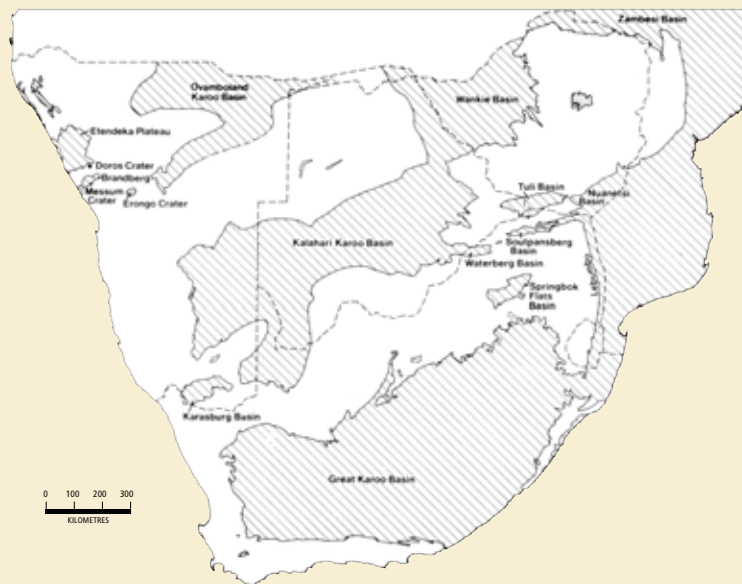 Zambesi Basin
Ovamboland
Karoo Basin
Wankie Basin
Etendeka Plateau
Doros Crater
Brandberg
Messum
Crater
Erongo Crater
Tuli Basin
Nuanetsi
Basin
Kalahari Karoo Basin
Soutpansberg
Basin
Waterberg Basin
Lebombo
Springbok
Flats
Basin
Karasburg Basin
Great Karoo Basin
0 100 200 300
KILOMETRES